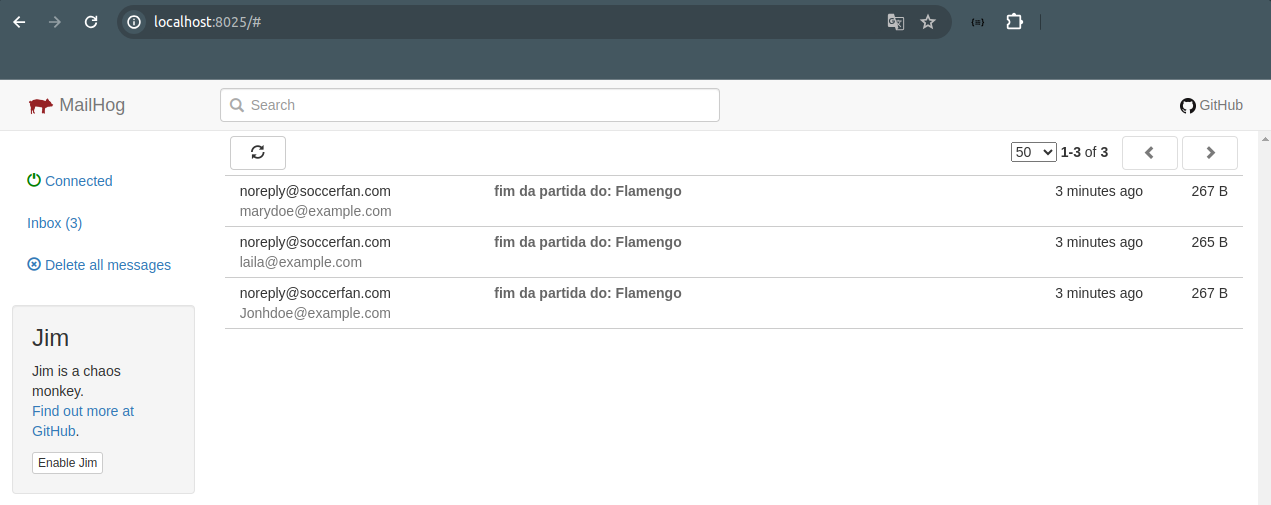 localhost:8025/#
MailHog
Search
GitHub
50 1-3 of 3
Connected
Inbox (3)
Delete all messages
Jim
Jim is a chaos
monkey.
Find out more at
GitHub.
Enable Jim
noreply@soccerfan.com fim da partida do: Flamengo 3 minutes ago 267 B
marydoe@example.com
noreply@soccerfan.com fim da partida do: Flamengo 3 minutes ago 265 B
laila@example.com
noreply@soccerfan.com fim da partida do: Flamengo 3 minutes ago 267 B
Jonhdoe@example.com